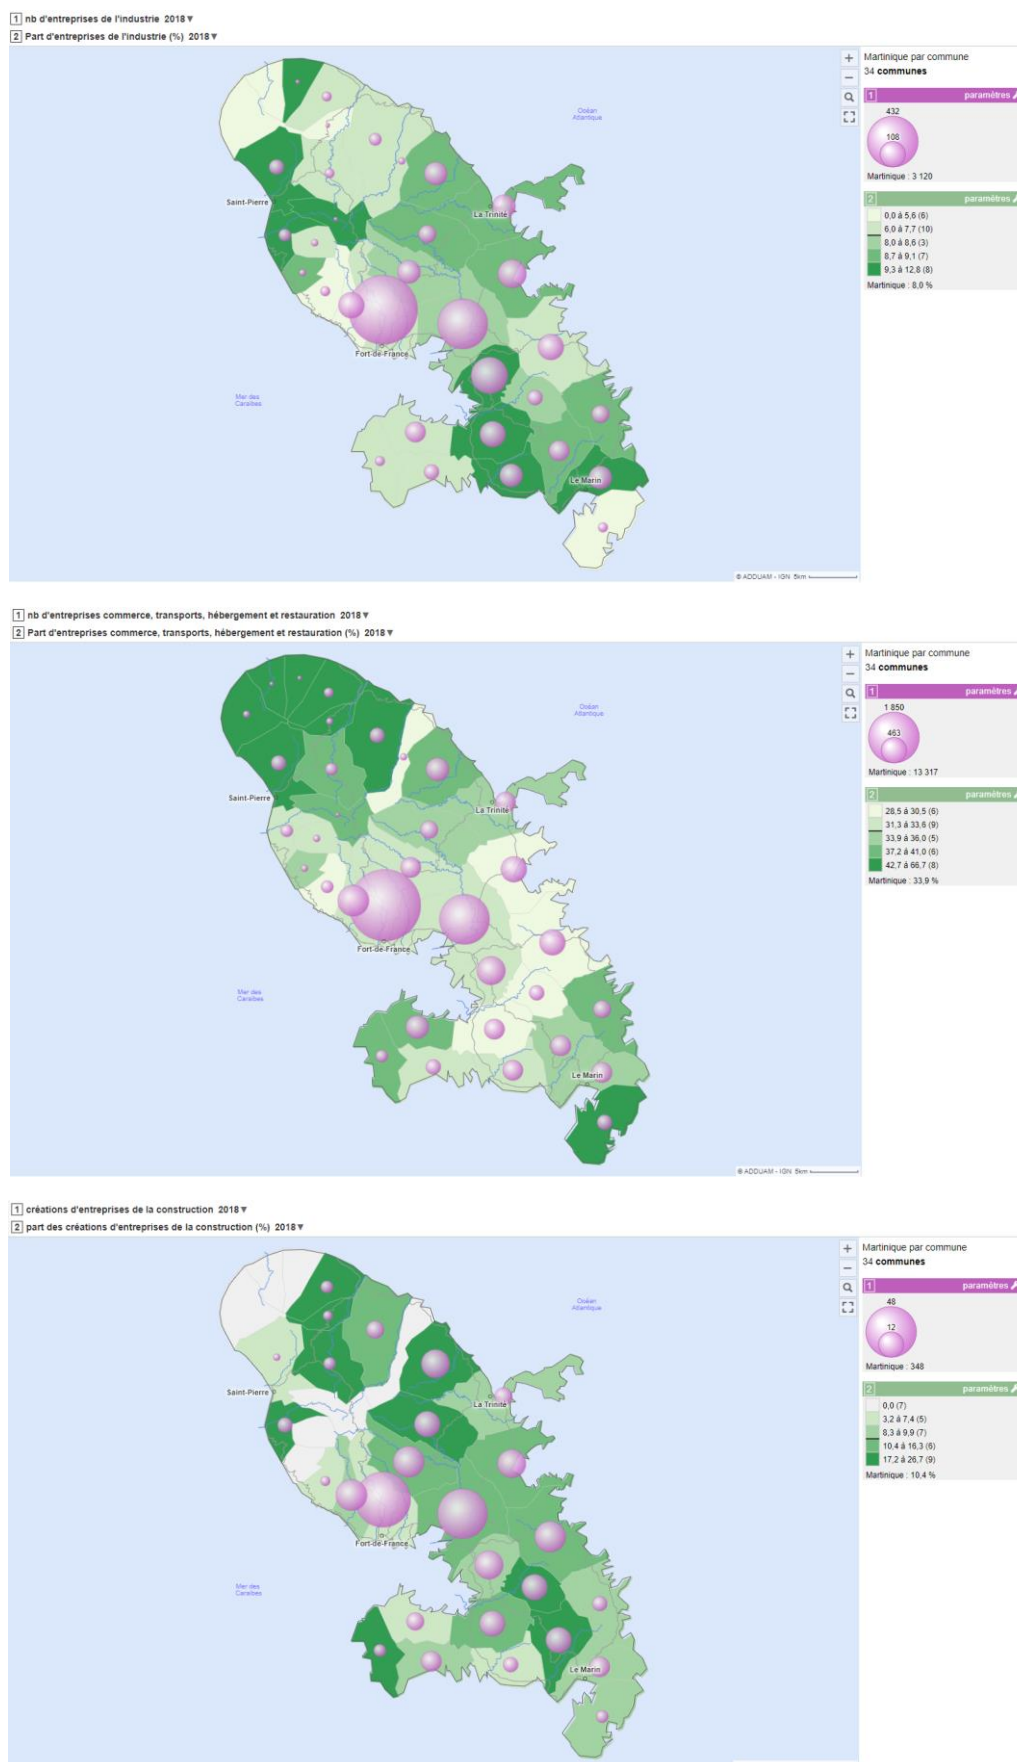 1 nb d'entreprises de l'industrie 2018 ▼
2 Part d'entreprises de l'industrie (%) 2018 ▼
Martinique par commune
34 communes
1 paramètres
432
108
Martinique : 3 120
2 paramètres
0,0 à 5,6 (6)
6,0 à 7,7 (10)
8,0 à 8,6 (3)
8,7 à 9,1 (7)
9,3 à 12,8 (8)
Martinique : 8,0 %
Océan
Atlantique
Saint-Pierre
La Trinité
Fort-de-France
Mer des
Caraïbes
Le Marin
© ADDUAM - IGN 5km
1 nb d'entreprises commerce, transports, hébergement et restauration 2018 ▼
2 Part d'entreprises commerce, transports, hébergement et restauration (%) 2018 ▼
Martinique par commune
34 communes
1 paramètres
1 850
463
Martinique : 13 317
2 paramètres
28,5 à 30,5 (6)
31,3 à 33,6 (9)
33,9 à 36,0 (5)
37,2 à 41,0 (6)
42,7 à 66,7 (8)
Martinique : 33,9 %
Océan
Atlantique
Saint-Pierre
La Trinité
Fort-de-France
Mer des
Caraïbes
Le Marin
© ADDUAM - IGN 5km
1 créations d'entreprises de la construction 2018 ▼
2 part des créations d'entreprises de la construction (%) 2018 ▼
Martinique par commune
34 communes
1 paramètres
48
12
Martinique : 348
2 paramètres
0,0 (7)
3,2 à 7,4 (5)
8,3 à 9,9 (7)
10,4 à 16,3 (6)
17,2 à 26,7 (9)
Martinique : 10,4 %
Océan
Atlantique
Saint-Pierre
La Trinité
Fort-de-France
Mer des
Caraïbes
Le Marin